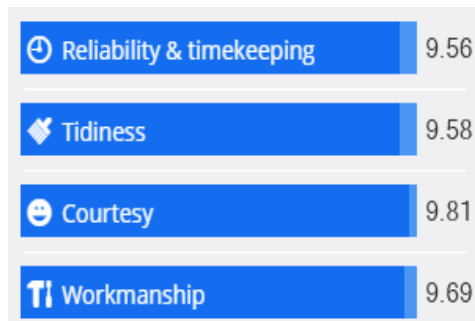 Reliability & timekeeping 9.56
Tidiness 9.58
Courtesy 9.81
Workmanship 9.69